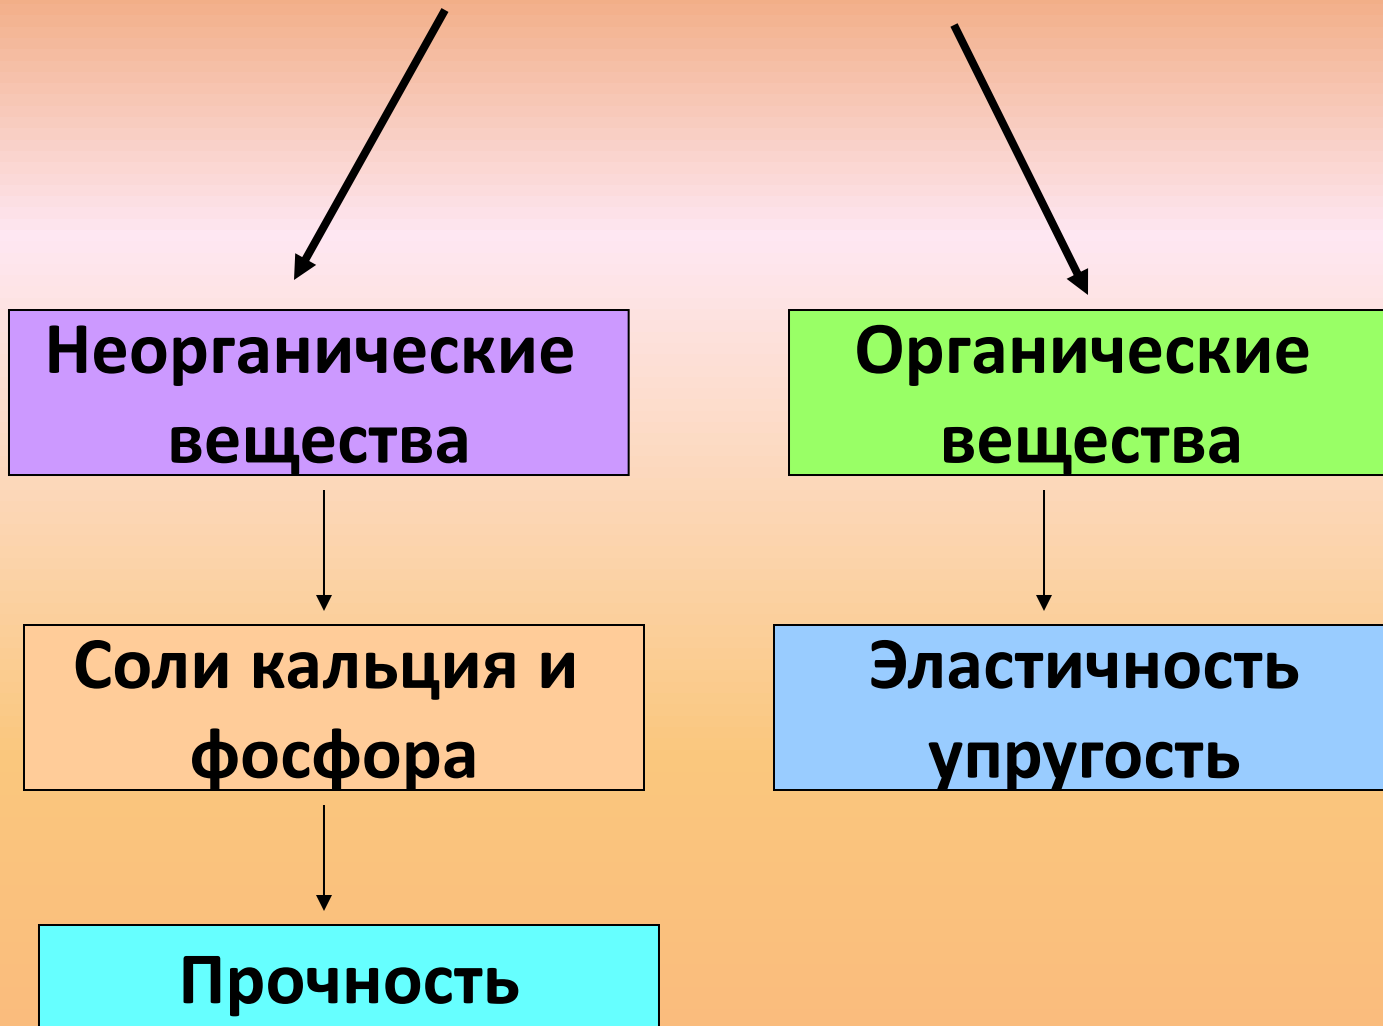 Неорганические
вещества
Органические
вещества
Соли кальция и
фосфора
Эластичность
упругость
Прочность